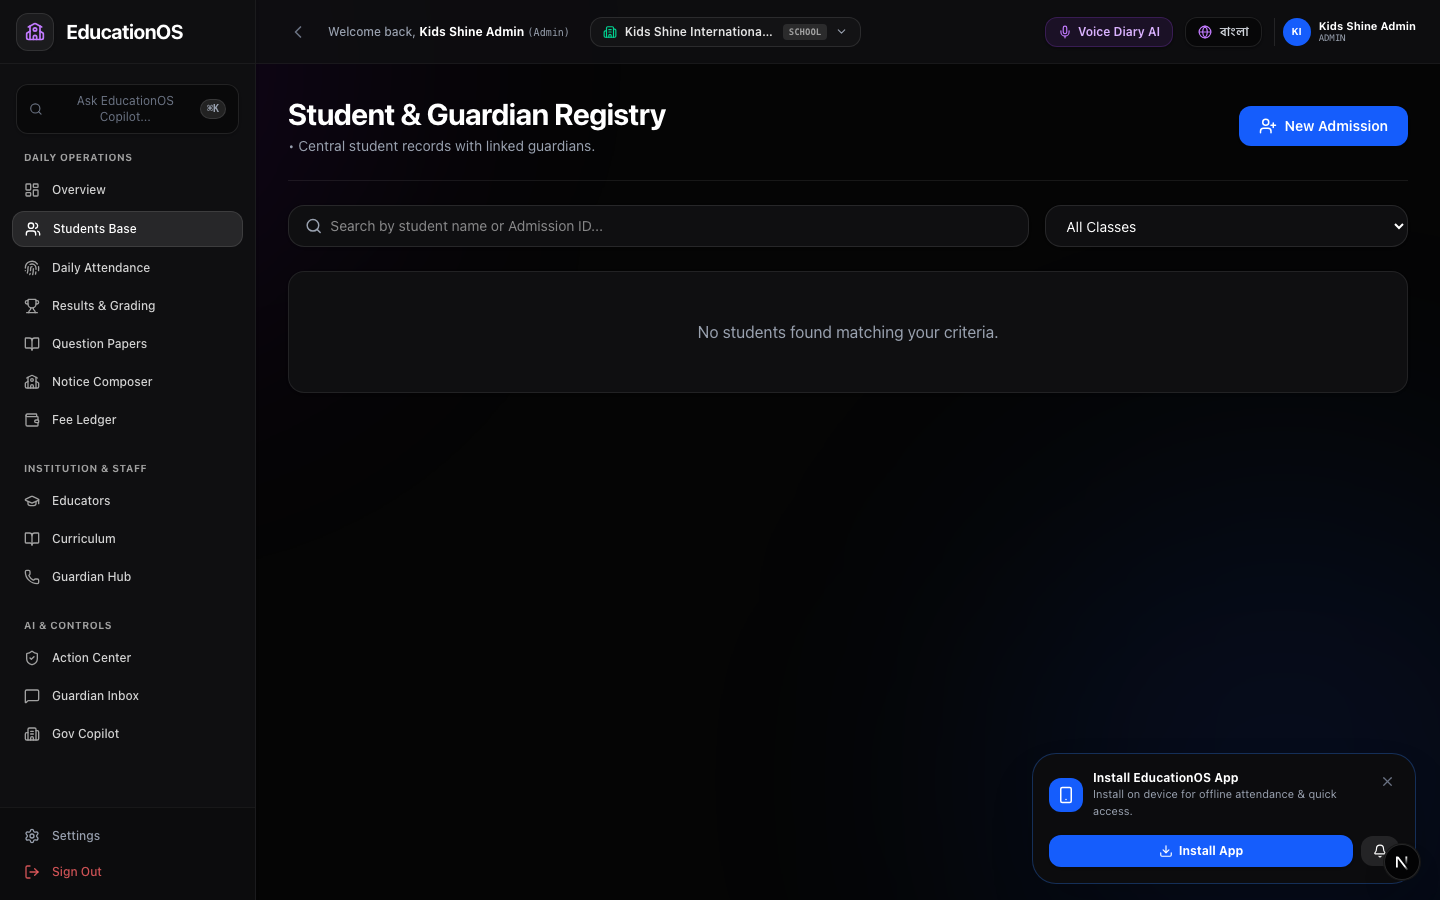 EducationOS
Ask EducationOS
Copilot...
⌘K
DAILY OPERATIONS
Overview
Students Base
Daily Attendance
Results & Grading
Question Papers
Notice Composer
Fee Ledger
INSTITUTION & STAFF
Educators
Curriculum
Guardian Hub
AI & CONTROLS
Action Center
Guardian Inbox
Gov Copilot
Settings
Sign Out
Welcome back, Kids Shine Admin (Admin)
Kids Shine Internationa...
SCHOOL
Voice Diary AI
বাংলা
KI
Kids Shine Admin
ADMIN
Student & Guardian Registry
• Central student records with linked guardians.
New Admission
Search by student name or Admission ID...
All Classes
No students found matching your criteria.
Install EducationOS App
Install on device for offline attendance & quick
access.
Install App
N